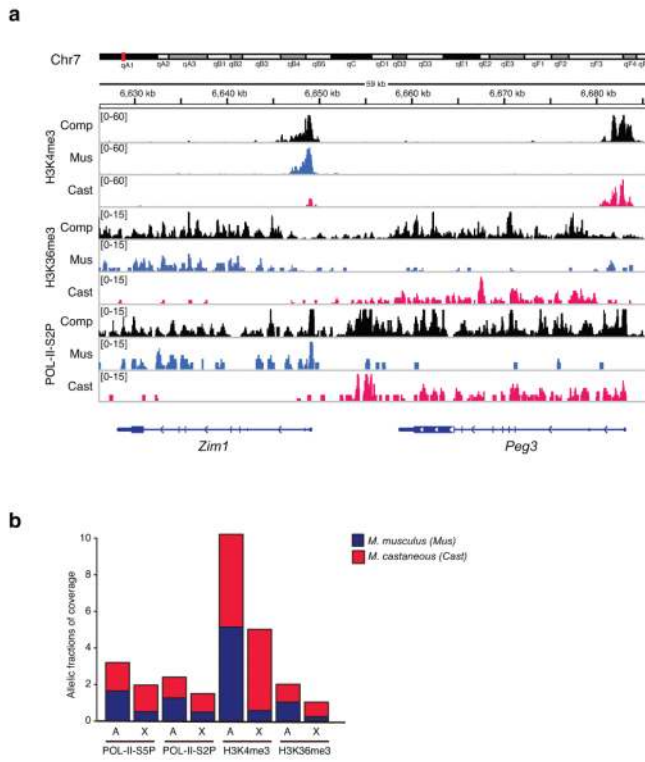 a
Chr7
qA1 qA2 qA3 qB1 qB2 qB3 qB4 qB5 qC qD1 qD2 qD3 qE1 qE2 qE3 qF1 qF2 qF3 qF4
59 kb
6,630 kb 6,640 kb 6,650 kb 6,660 kb 6,670 kb 6,680 kb
H3K4me3
Comp [0-60]
Mus [0-60]
Cast [0-60]
H3K36me3
Comp [0-15]
Mus [0-15]
Cast [0-15]
POL-II-S2P
Comp [0-15]
Mus [0-15]
Cast [0-15]
Zim1 Peg3
b
Allelic fractions of coverage
10
8
6
4
2
0
M. musculus (Mus)
M. castaneous (Cast)
A X A X A X A X
POL-II-S5P POL-II-S2P H3K4me3 H3K36me3